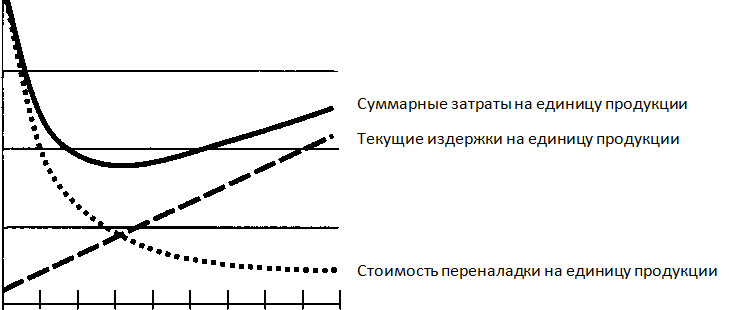 Суммарные затраты на единицу продукции
Текущие издержки на единицу продукции
Стоимость переналадки на единицу продукции